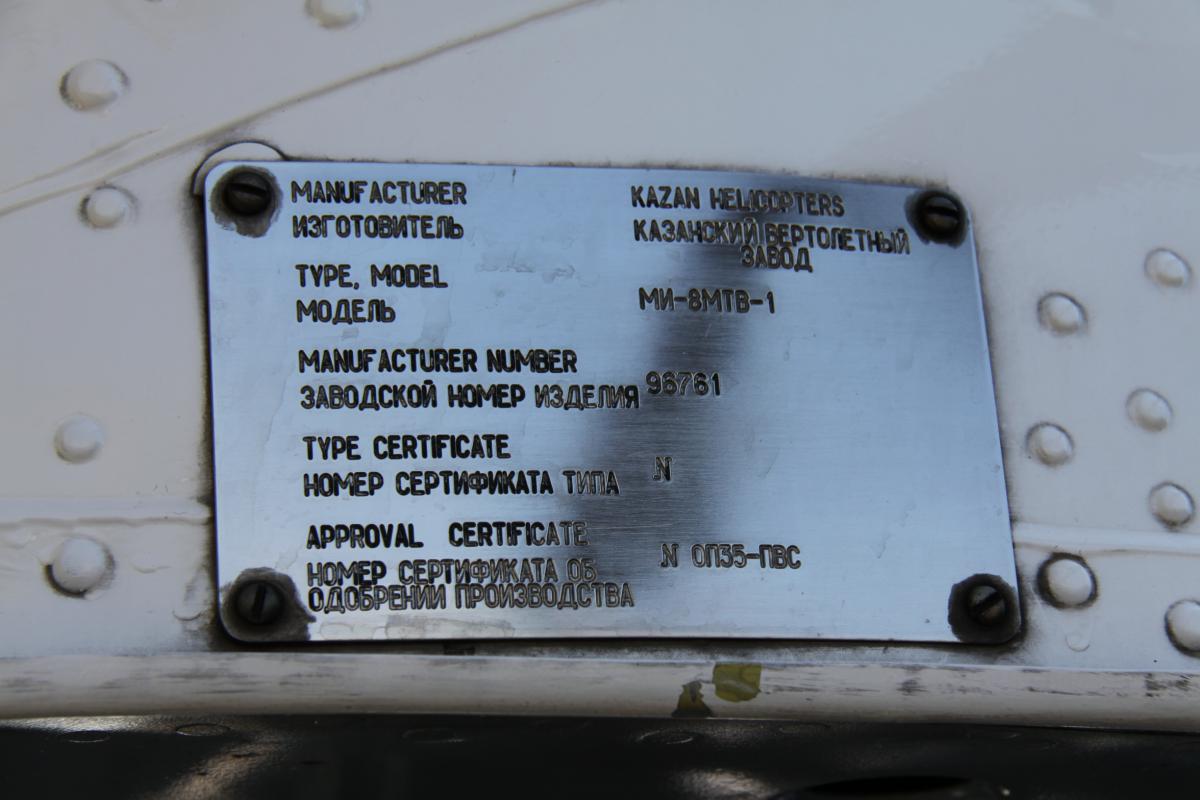 MANUFACTURER KAZAN HELICOPTERS
ИЗГОТОВИТЕЛЬ КАЗАНСКИЙ ВЕРТОЛЕТНЫЙ
ЗАВОД
TYPE, MODEL
МОДЕЛЬ МИ-8МТВ-1
MANUFACTURER NUMBER
ЗАВОДСКОЙ НОМЕР ИЗДЕЛИЯ 96761
TYPE CERTIFICATE
НОМЕР СЕРТИФИКАТА ТИПА N
APPROVAL CERTIFICATE
НОМЕР СЕРТИФИКАТА ОБ N ОП35-ПВС
ОДОБРЕНИИ ПРОИЗВОДСТВА